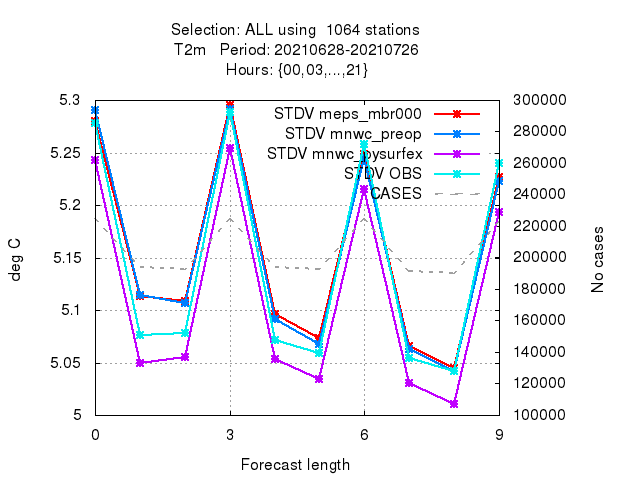 Selection: ALL using  1064 stations
T2m   Period: 20210628-20210726
Hours: {00,03,...,21}
5.3 300000
STDV meps_mbr000
280000
STDV mnwc_preop
5.25 STDV mnwc_pysurfex 260000
STDV OBS
CASES 240000
5.2 220000
deg C
5.15 200000
No cases
180000
5.1 160000
140000
5.05 120000
5 100000
0 3 6 9
Forecast length